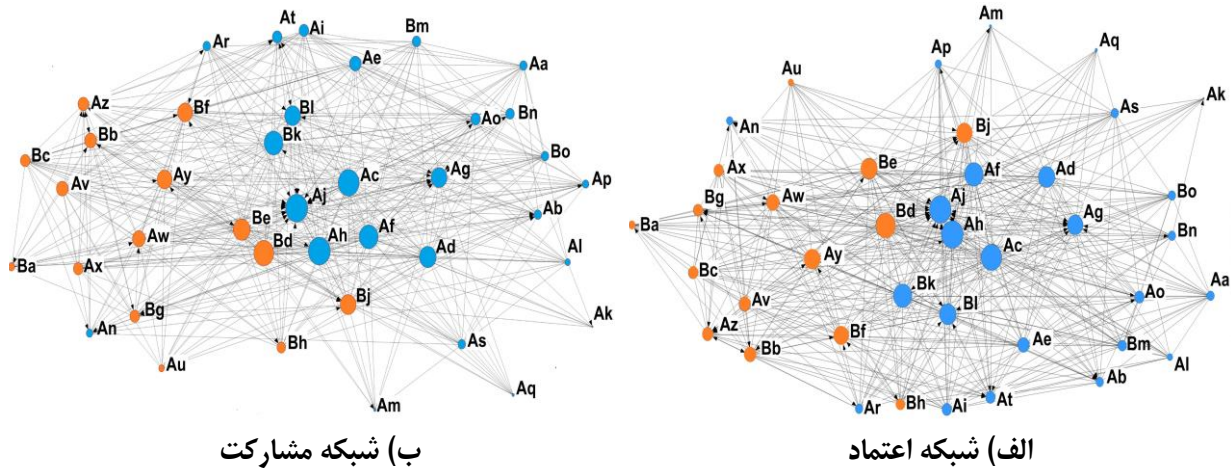 Am
Aq
Ap
Au
Ak
As
An
Bj
Ax
Be
Af
Ad
Bo
Bg
Aw
Aj
Ag
Bd
Ah
Bn
Ba
Ay
Ac
Bc
Bk
Ao
Aa
Av
Bl
Az
Bf
Ae
Bm
Bb
Al
Ab
Ar
Bh
Ai
At
الف) شبکه اعتماد
At
Ai
Bm
Ar
Ae
Aa
Az
Bf
Bl
Ao
Bn
Bb
Bk
Bc
Bo
Av
Ay
Ac
Ag
Ap
Aj
Ab
Be
Af
Aw
Bd
Ah
Ad
Al
Ba
Ax
Bg
Bj
An
Ak
Bh
As
Au
Aq
Am
ب) شبکه مشارکت